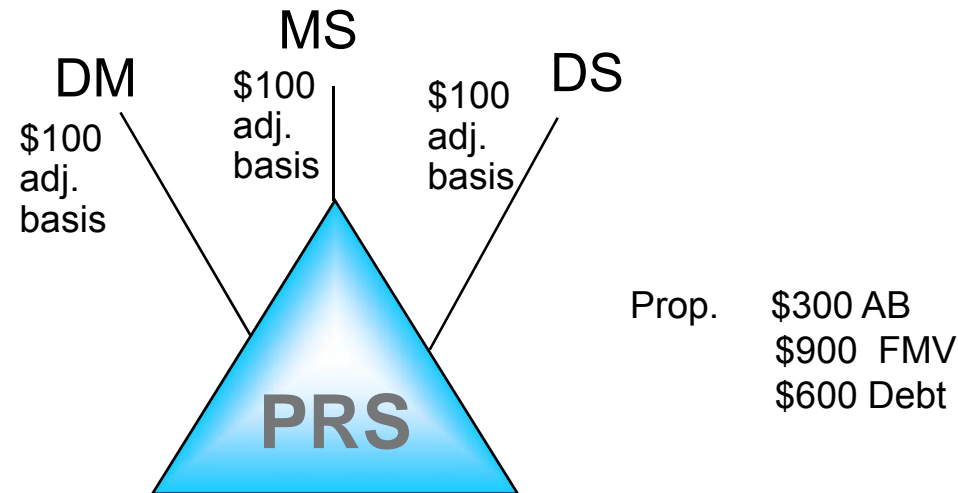 MS
$100
adj.
basis
DM
$100
adj.
basis
DS
$100
adj.
basis
Prop. $300 AB
$900 FMV
$600 Debt
PRS